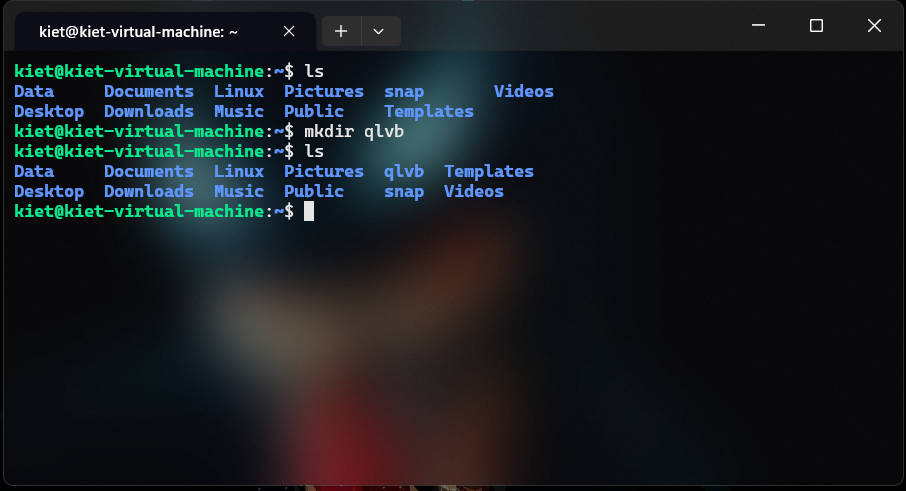 kiet@kiet-virtual-machine: ~
kiet@kiet-virtual-machine:~$ ls
Data     Documents  Linux  Pictures  snap       Videos
Desktop  Downloads  Music  Public    Templates
kiet@kiet-virtual-machine:~$ mkdir qlvb
kiet@kiet-virtual-machine:~$ ls
Data     Documents  Linux  Pictures  qlvb  Templates
Desktop  Downloads  Music  Public    snap  Videos
kiet@kiet-virtual-machine:~$